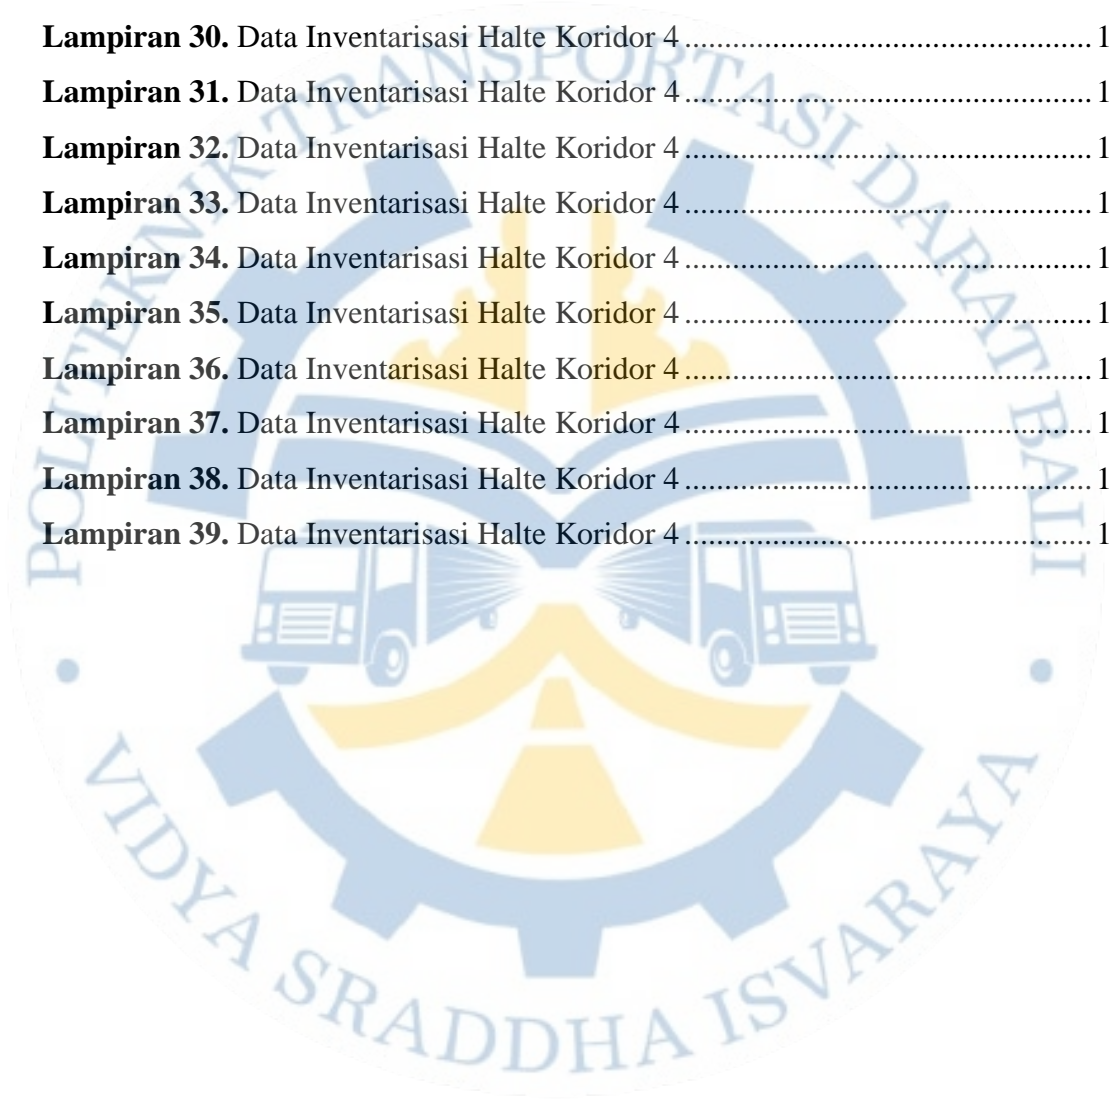 Lampiran 30. Data Inventarisasi Halte Koridor 4 ............................................ 1
Lampiran 31. Data Inventarisasi Halte Koridor 4 ............................................ 1
Lampiran 32. Data Inventarisasi Halte Koridor 4 ............................................ 1
Lampiran 33. Data Inventarisasi Halte Koridor 4 ............................................ 1
Lampiran 34. Data Inventarisasi Halte Koridor 4 ............................................ 1
Lampiran 35. Data Inventarisasi Halte Koridor 4 ............................................ 1
Lampiran 36. Data Inventarisasi Halte Koridor 4 ............................................ 1
Lampiran 37. Data Inventarisasi Halte Koridor 4 ............................................ 1
Lampiran 38. Data Inventarisasi Halte Koridor 4 ............................................ 1
Lampiran 39. Data Inventarisasi Halte Koridor 4 ............................................ 1
POLITEKNIK TRANSPORTASI DARAT BALI
VIDYA SRADDHA ISVARAYA